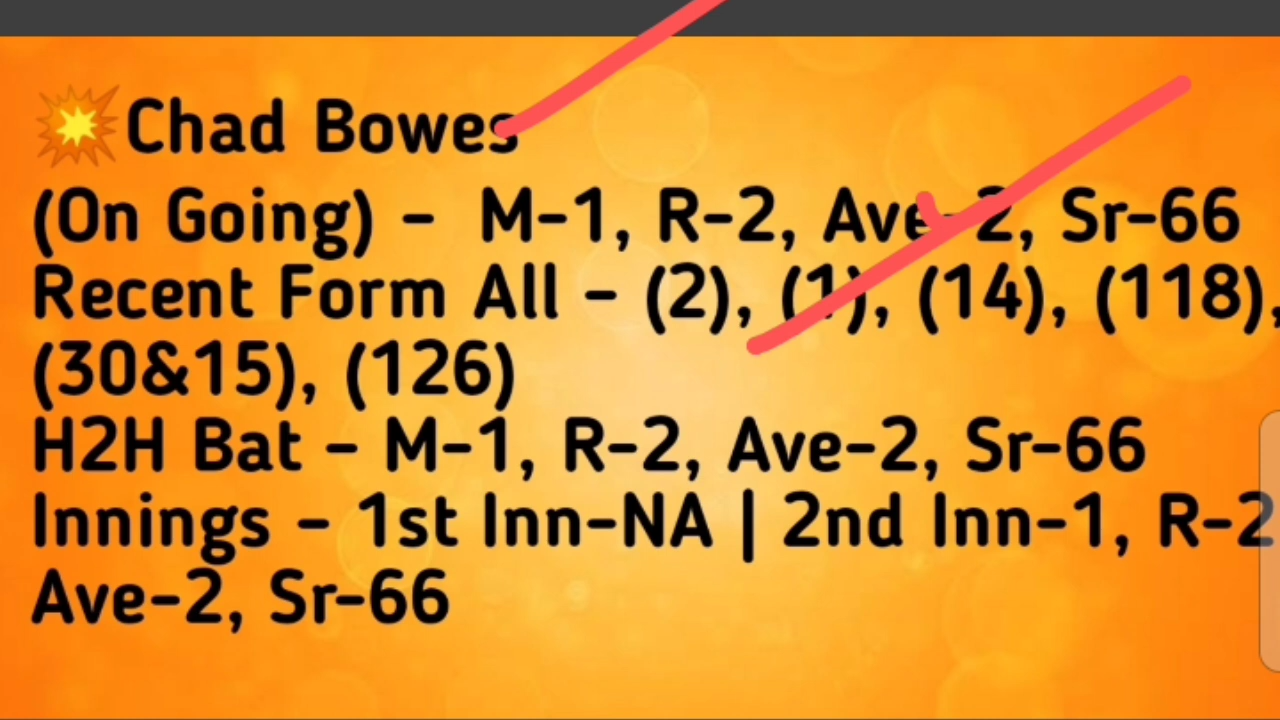 💥Chad Bowes
(On Going) - M-1, R-2, Ave-2, Sr-66
Recent Form All - (2), (1), (14), (118),
(30&15), (126)
H2H Bat - M-1, R-2, Ave-2, Sr-66
Innings - 1st Inn-NA | 2nd Inn-1, R-2
Ave-2, Sr-66